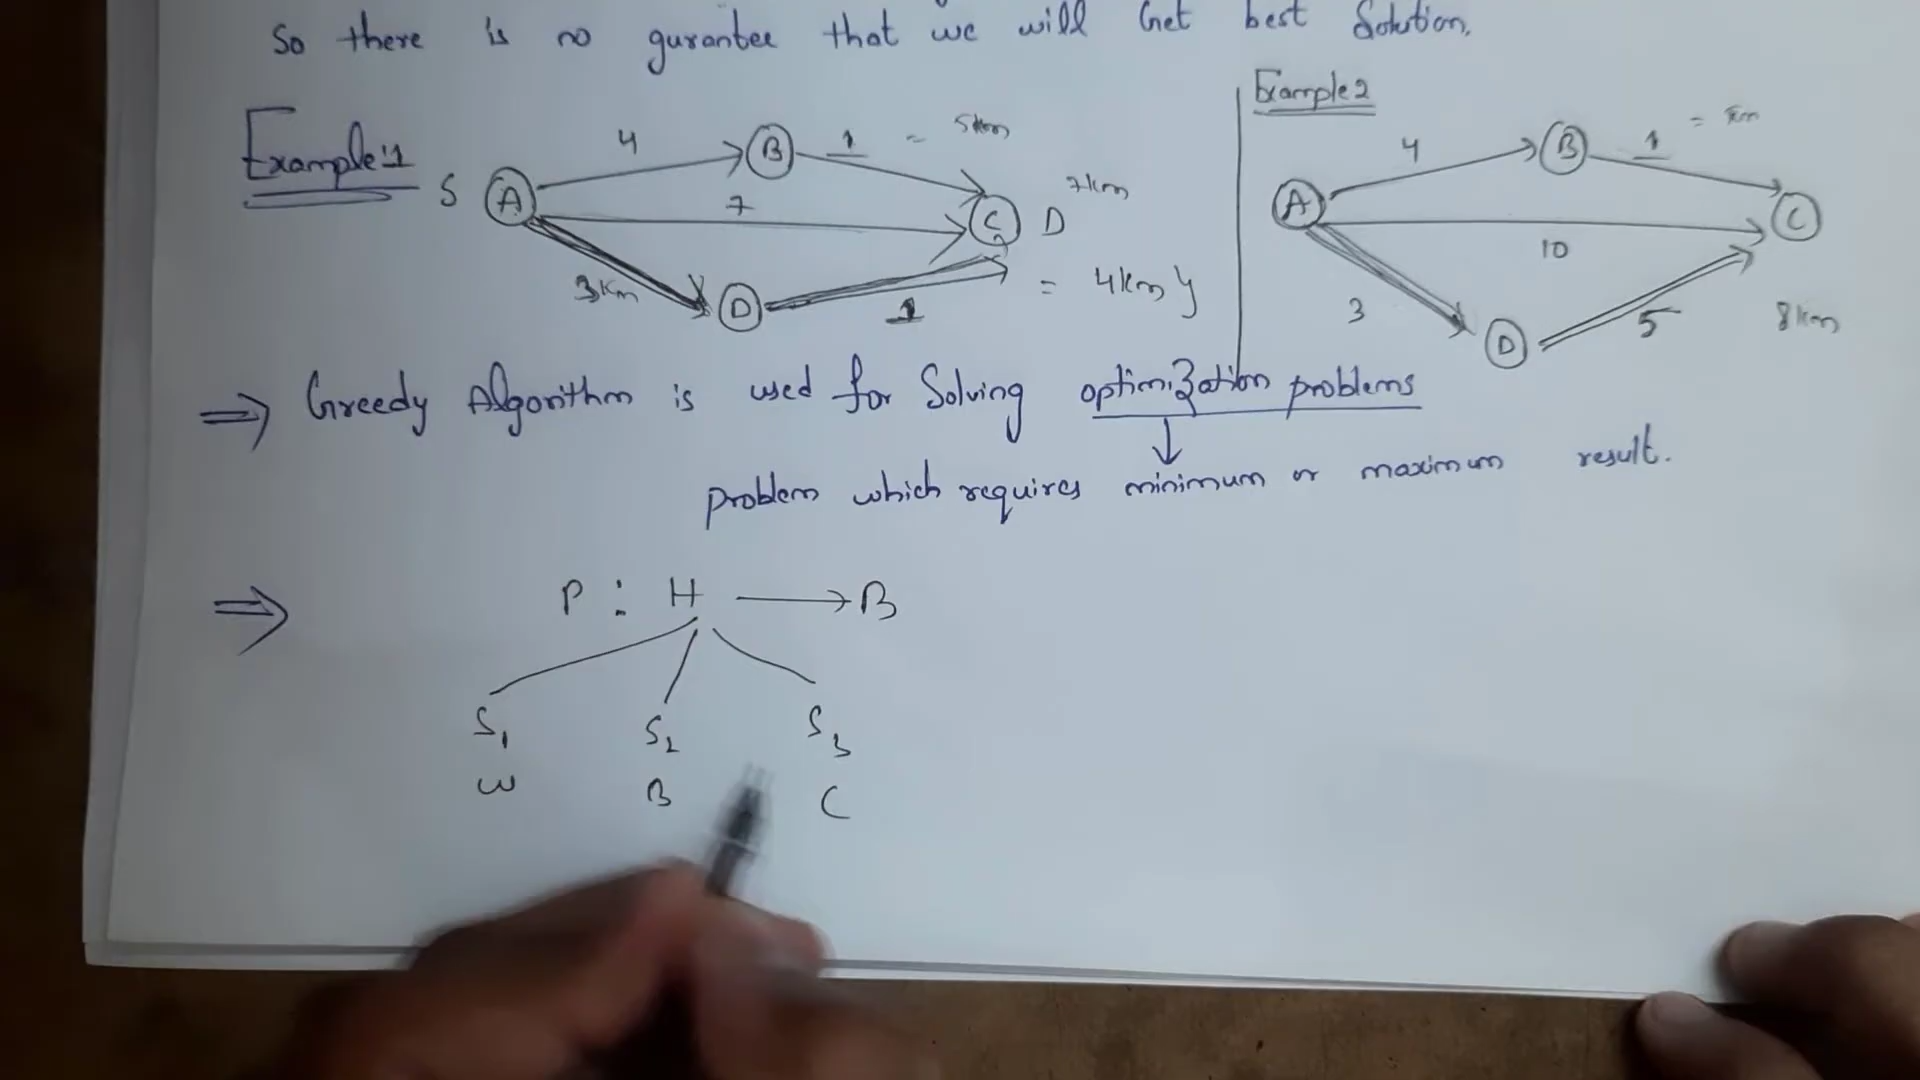 So there is no gurantee that we will Get best Solution.
Example:1
S A 4 B 1 = 5km
7 C D 7km
3km D 1 = 4km
Example 2
A 4 B 1 = km
10 C
3 D 5 8km
⇒ Greedy Algorithm is used for Solving optimization problems
↓
problem which requires minimum or maximum result.
⇒ P : H → B
S1 S2 S3
W B C